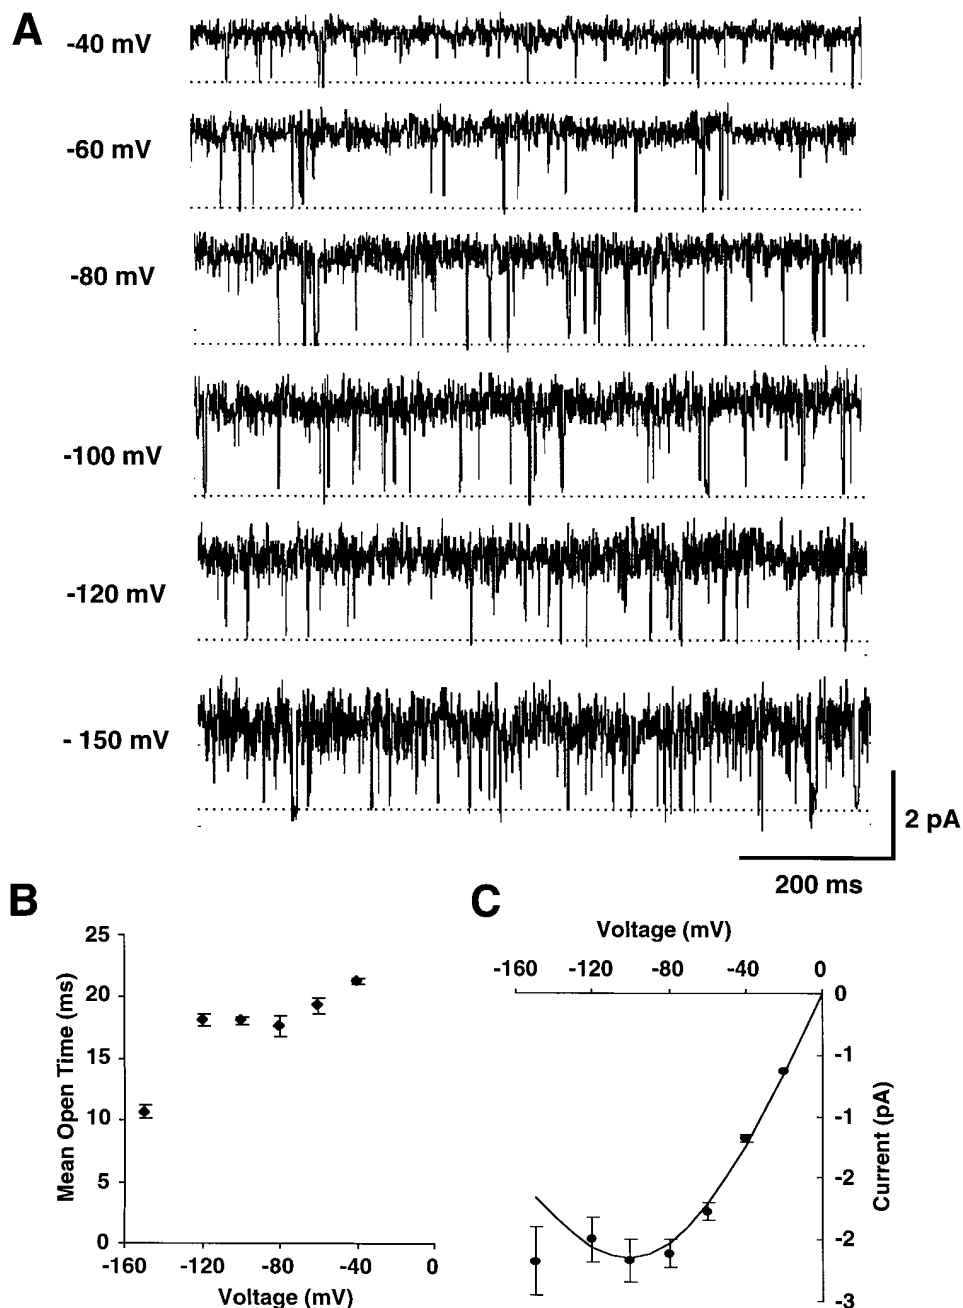 A
-40 mV
-60 mV
-80 mV
-100 mV
-120 mV
- 150 mV
2 pA
200 ms
B
25
20
15
10
5
0
Mean Open Time (ms)
-160 -120 -80 -40 0
Voltage (mV)
C
Voltage (mV)
-160 -120 -80 -40 0
0
-1
-1
-2
-2
-3
Current (pA)